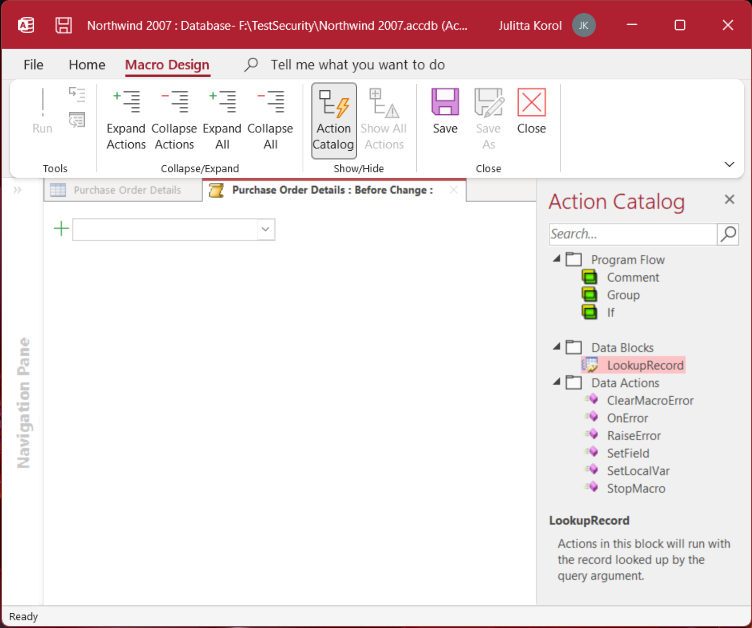 Northwind 2007 : Database- F:\TestSecurity\Northwind 2007.accdb (Ac...
Julitta Korol
JK
File
Home
Macro Design
Tell me what you want to do
Run
Expand Actions
Collapse Actions
Expand All
Collapse All
Action Catalog
Show All Actions
Save
Save As
Close
Tools
Collapse/Expand
Show/Hide
Close
Purchase Order Details
Purchase Order Details : Before Change :
Navigation Pane
Action Catalog
Search...
Program Flow
Comment
Group
If
Data Blocks
LookupRecord
Data Actions
ClearMacroError
OnError
RaiseError
SetField
SetLocalVar
StopMacro
LookupRecord
Actions in this block will run with
the record looked up by the
query argument.
Ready